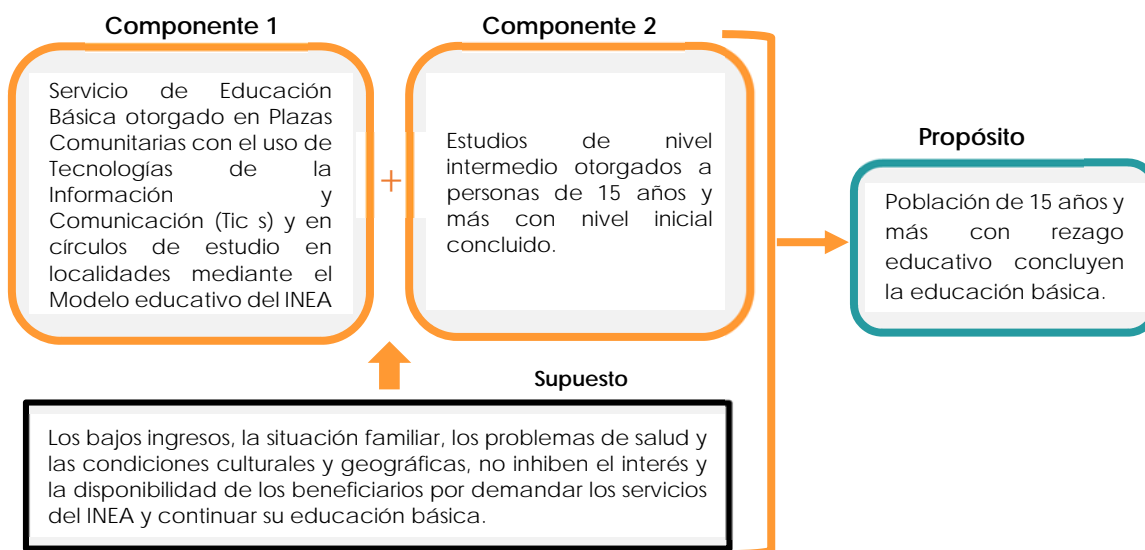 Componente 1
Servicio de Educación
Básica otorgado en Plazas
Comunitarias con el uso de
Tecnologías de la
Información y
Comunicación (Tic s) y en
círculos de estudio en
localidades mediante el
Modelo educativo del INEA
+
Componente 2
Estudios de nivel
intermedio otorgados a
personas de 15 años y
más con nivel inicial
concluido.
Propósito
Población de 15 años y
más con rezago
educativo concluyen
la educación básica.
Supuesto
Los bajos ingresos, la situación familiar, los problemas de salud y
las condiciones culturales y geográficas, no inhiben el interés y
la disponibilidad de los beneficiarios por demandar los servicios
del INEA y continuar su educación básica.